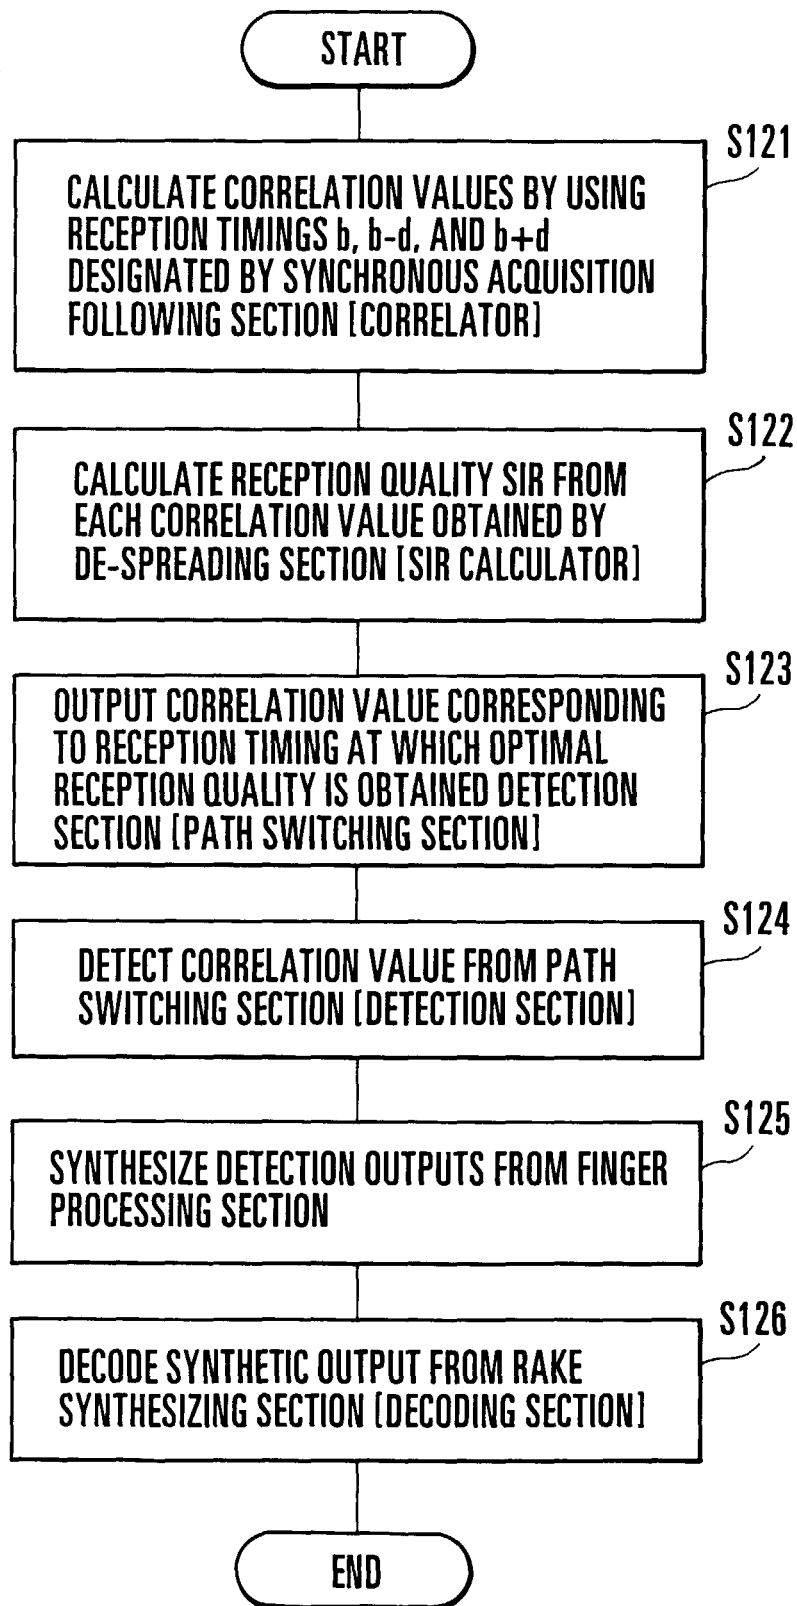 START
S121
CALCULATE CORRELATION VALUES BY USING
RECEPTION TIMINGS b, b-d, AND b+d
DESIGNATED BY SYNCHRONOUS ACQUISITION
FOLLOWING SECTION [CORRELATOR]
S122
CALCULATE RECEPTION QUALITY SIR FROM
EACH CORRELATION VALUE OBTAINED BY
DE-SPREADING SECTION [SIR CALCULATOR]
S123
OUTPUT CORRELATION VALUE CORRESPONDING
TO RECEPTION TIMING AT WHICH OPTIMAL
RECEPTION QUALITY IS OBTAINED DETECTION
SECTION [PATH SWITCHING SECTION]
S124
DETECT CORRELATION VALUE FROM PATH
SWITCHING SECTION [DETECTION SECTION]
S125
SYNTHESIZE DETECTION OUTPUTS FROM FINGER
PROCESSING SECTION
S126
DECODE SYNTHETIC OUTPUT FROM RAKE
SYNTHESIZING SECTION [DECODING SECTION]
END